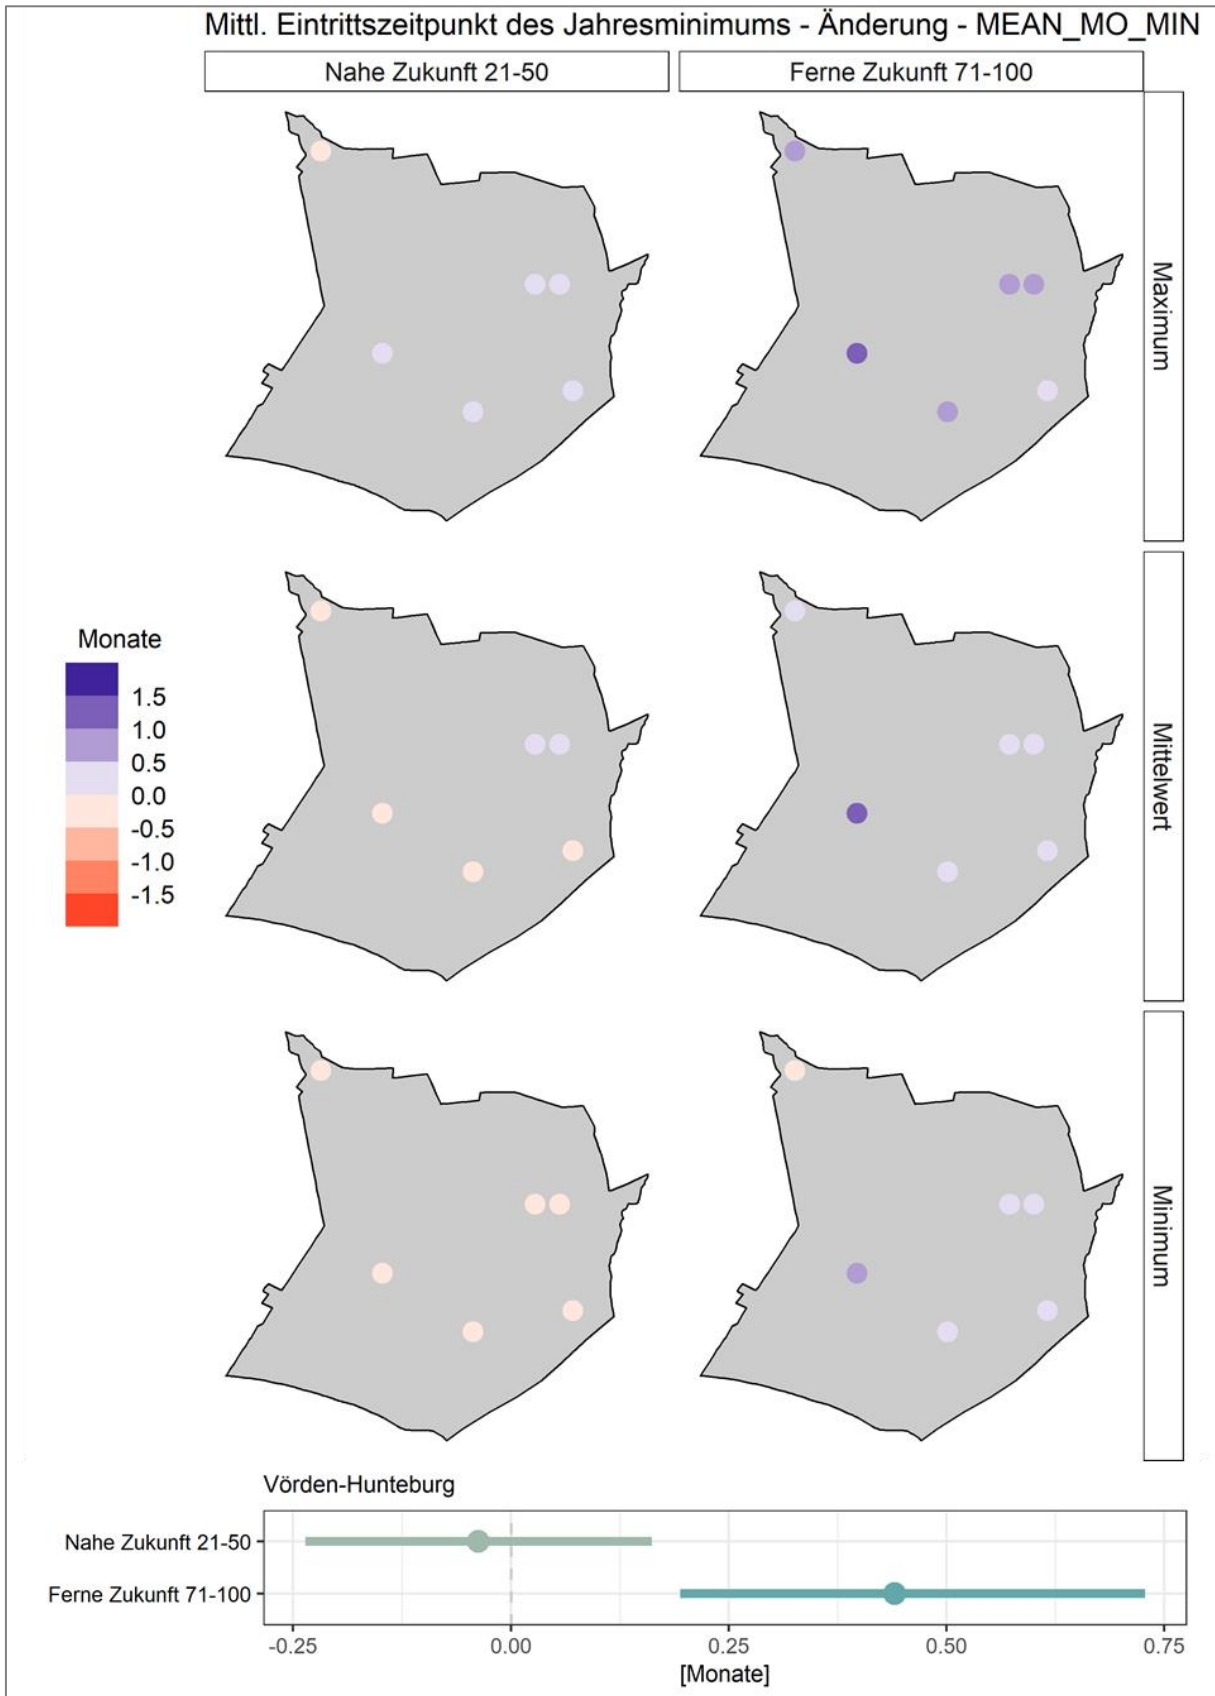 Mittl. Eintrittszeitpunkt des Jahresminimums - Änderung - MEAN_MO_MIN
Nahe Zukunft 21-50
Ferne Zukunft 71-100
Maximum
Mittelwert
Minimum
Monate
1.5
1.0
0.5
0.0
-0.5
-1.0
-1.5
Vörden-Hunteburg
Nahe Zukunft 21-50
Ferne Zukunft 71-100
-0.25
0.00
0.25
0.50
0.75
[Monate]